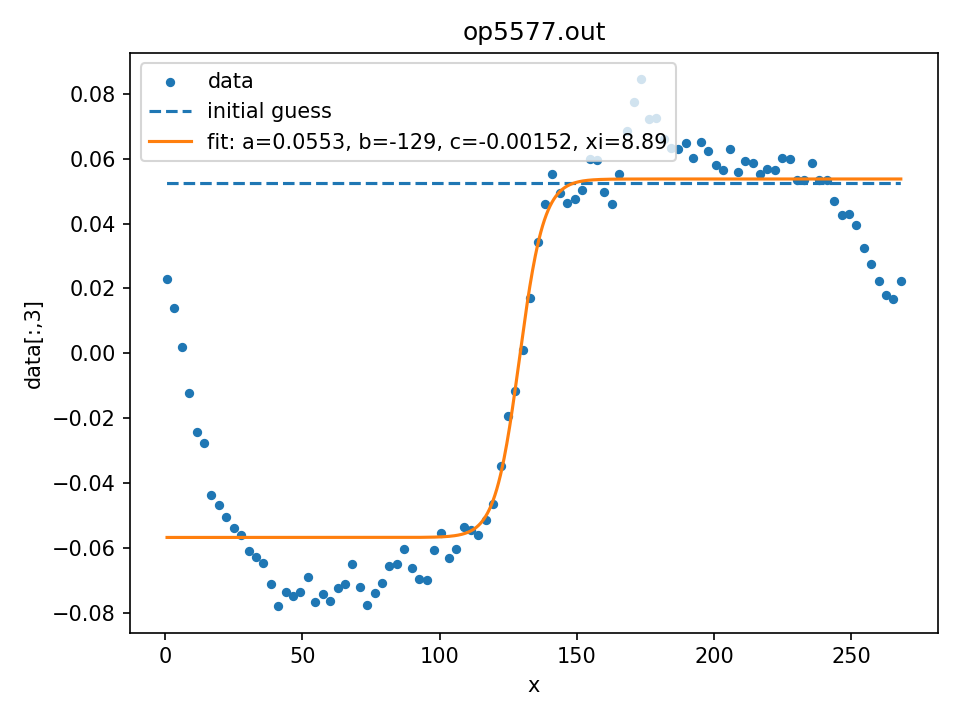 op5577.out
data
initial guess
fit: a=0.0553, b=-129, c=-0.00152, xi=8.89
0.08
0.06
0.04
0.02
0.00
−0.02
−0.04
−0.06
−0.08
data[:,3]
0 50 100 150 200 250
x